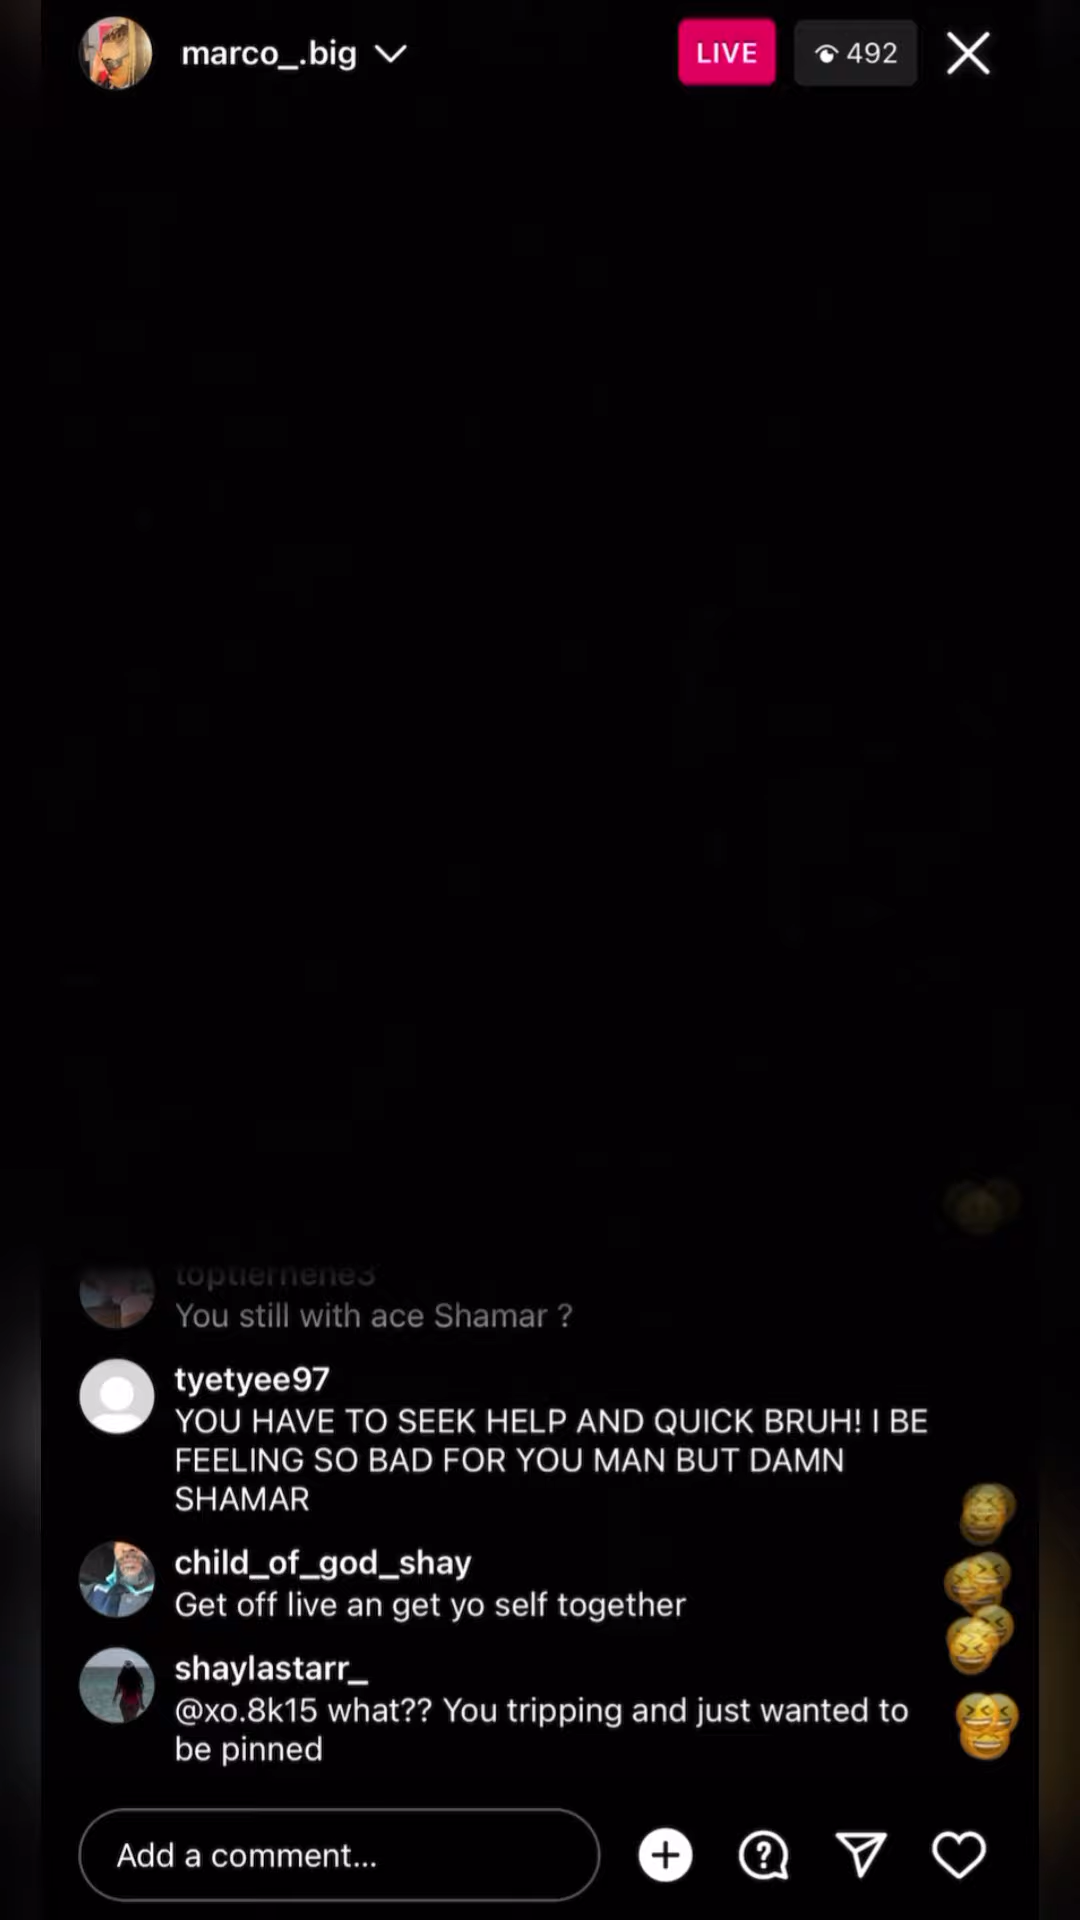 marco_.big
LIVE
492
toptiernene3
You still with ace Shamar ?
tyetyee97
YOU HAVE TO SEEK HELP AND QUICK BRUH! I BE
FEELING SO BAD FOR YOU MAN BUT DAMN
SHAMAR
child_of_god_shay
Get off live an get yo self together
shaylastarr_
@xo.8k15 what?? You tripping and just wanted to
be pinned
Add a comment...